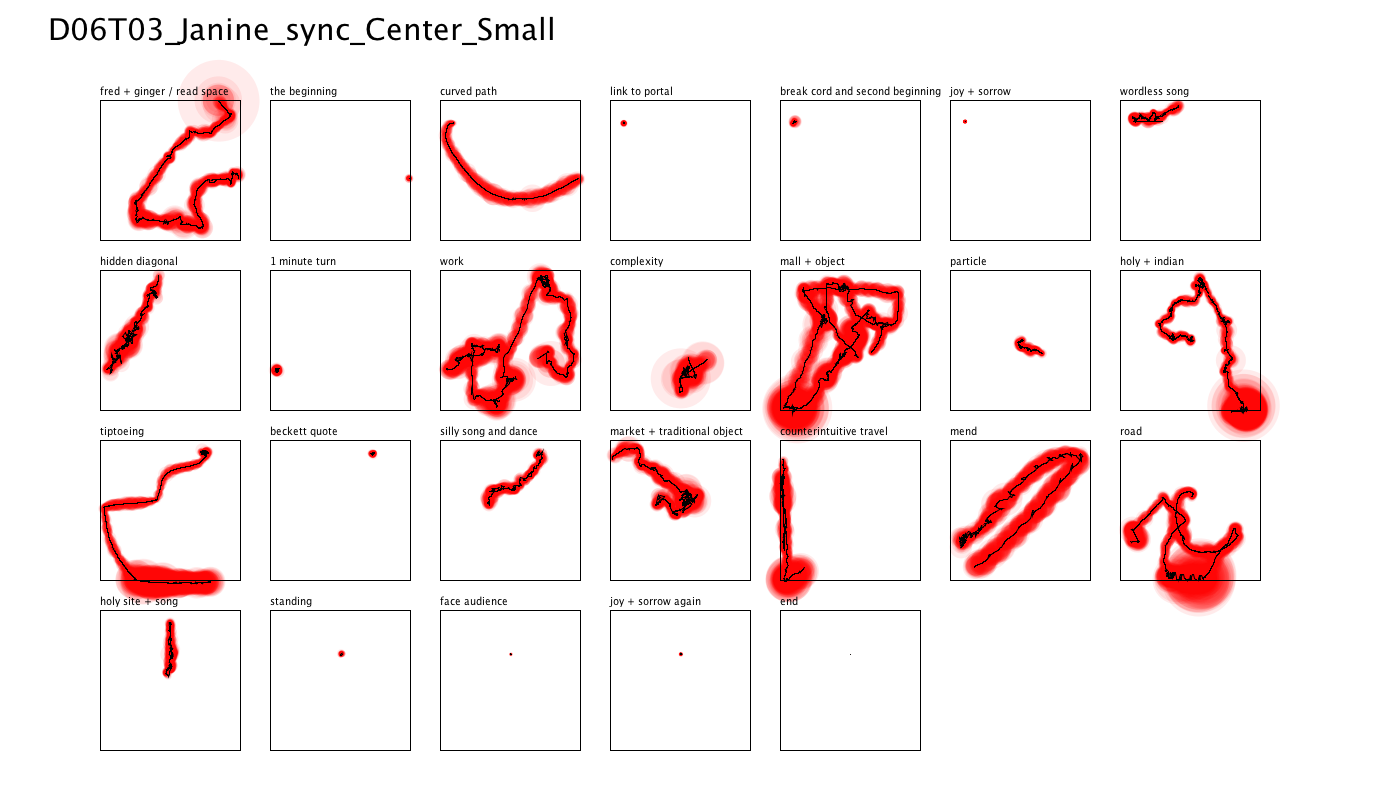 D06T03_Janine_sync_Center_Small
fred + ginger / read space
the beginning
curved path
link to portal
break cord and second beginning
joy + sorrow
wordless song
hidden diagonal
1 minute turn
work
complexity
mall + object
particle
holy + indian
tiptoeing
beckett quote
silly song and dance
market + traditional object
counterintuitive travel
mend
road
holy site + song
standing
face audience
joy + sorrow again
end